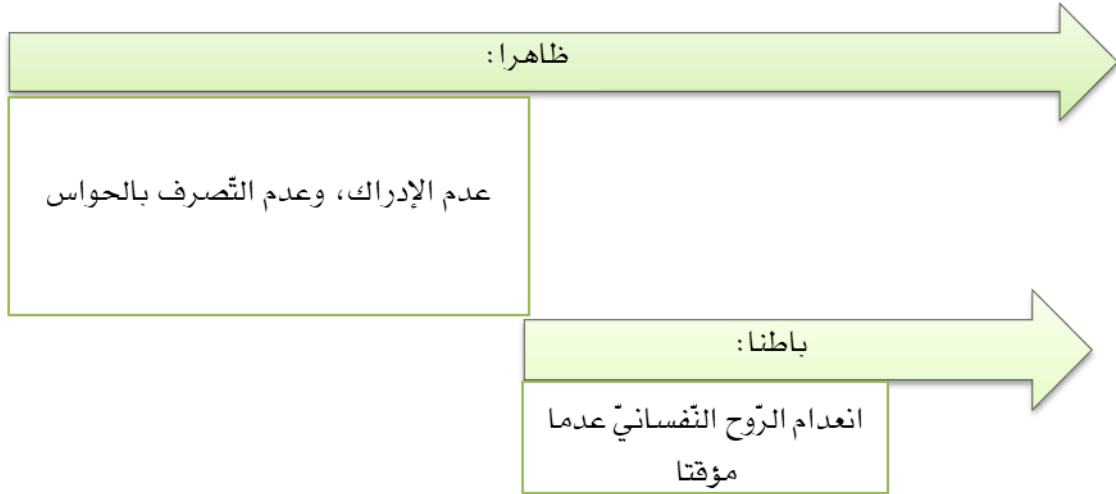 ظاهرا:
عدم الإدراك، وعدم التّصرف بالحواس
باطنا:
انعدام الرّوح النّفسانيّ عدما
مؤقتا